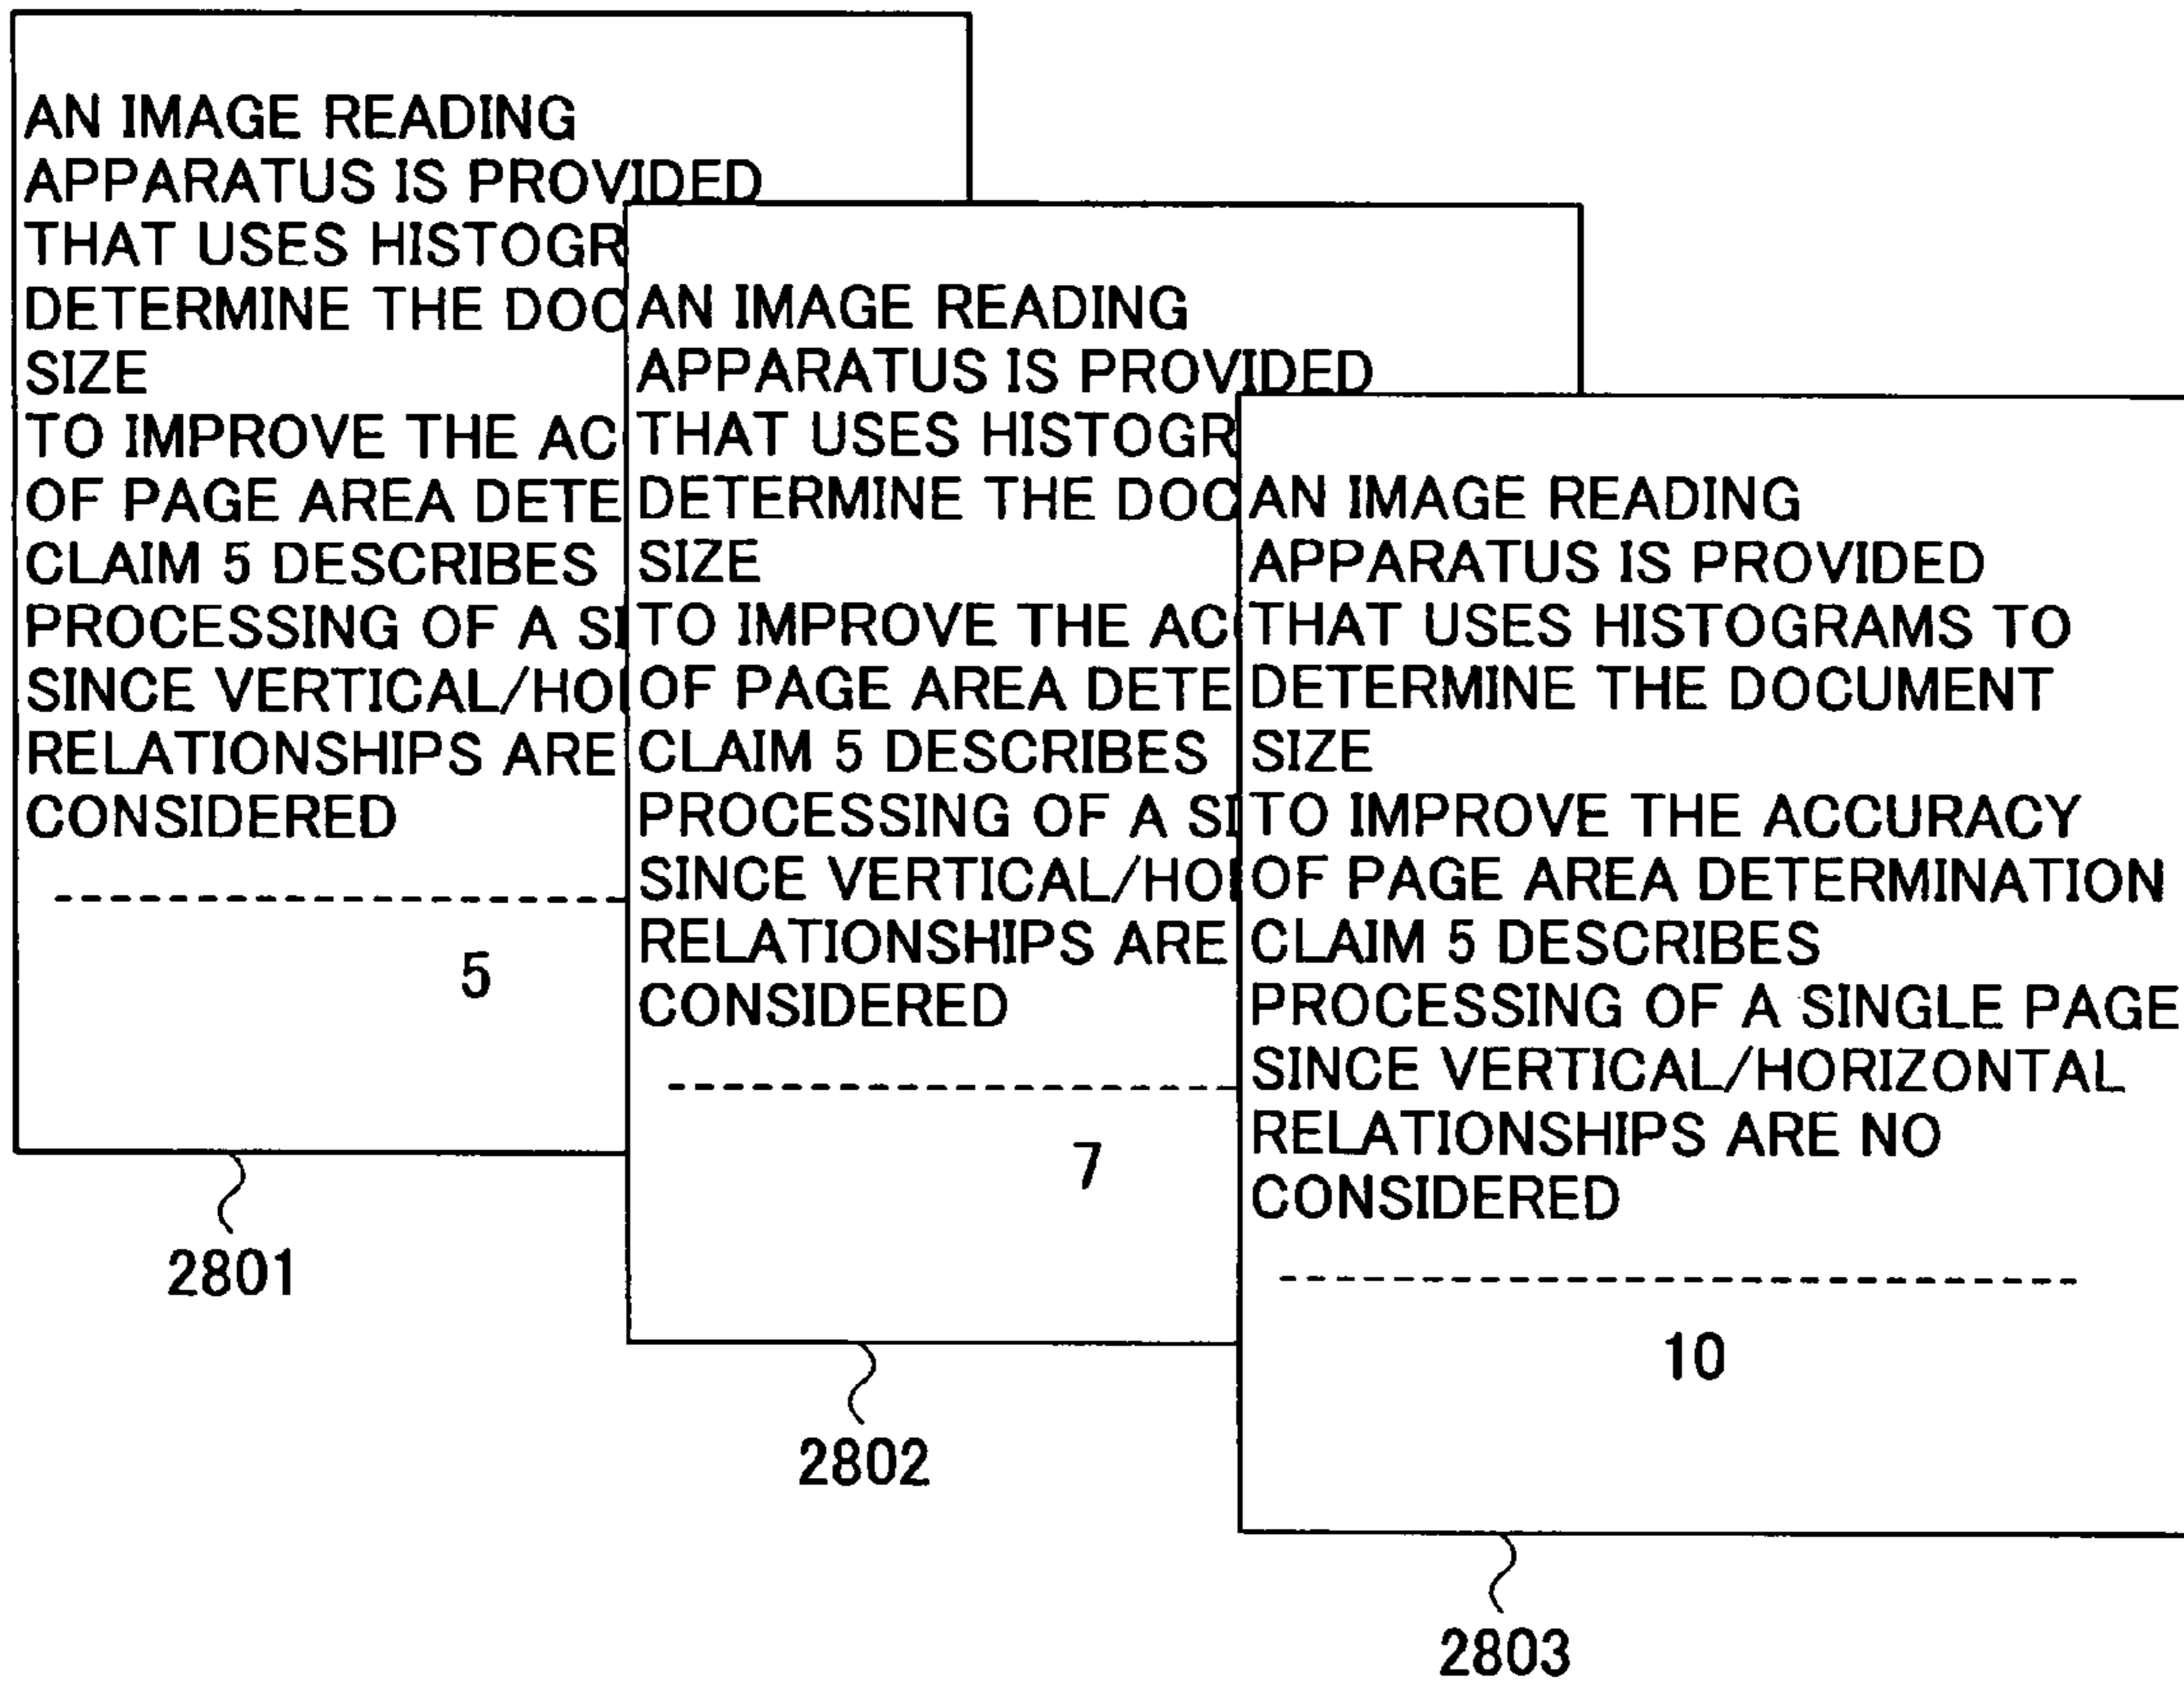 AN IMAGE READING
APPARATUS IS PROVIDED
THAT USES HISTOGR
DETERMINE THE DOC
SIZE
TO IMPROVE THE AC
OF PAGE AREA DETE
CLAIM 5 DESCRIBES
PROCESSING OF A SI
SINCE VERTICAL/HO
RELATIONSHIPS ARE
CONSIDERED
5
2801
AN IMAGE READING
APPARATUS IS PROVIDED
THAT USES HISTOGR
DETERMINE THE DOC
SIZE
TO IMPROVE THE AC
OF PAGE AREA DETE
CLAIM 5 DESCRIBES
PROCESSING OF A SI
SINCE VERTICAL/HO
RELATIONSHIPS ARE
CONSIDERED
7
2802
AN IMAGE READING
APPARATUS IS PROVIDED
THAT USES HISTOGRAMS TO
DETERMINE THE DOCUMENT
SIZE
TO IMPROVE THE ACCURACY
OF PAGE AREA DETERMINATION
CLAIM 5 DESCRIBES
PROCESSING OF A SINGLE PAGE
SINCE VERTICAL/HORIZONTAL
RELATIONSHIPS ARE NO
CONSIDERED
10
2803